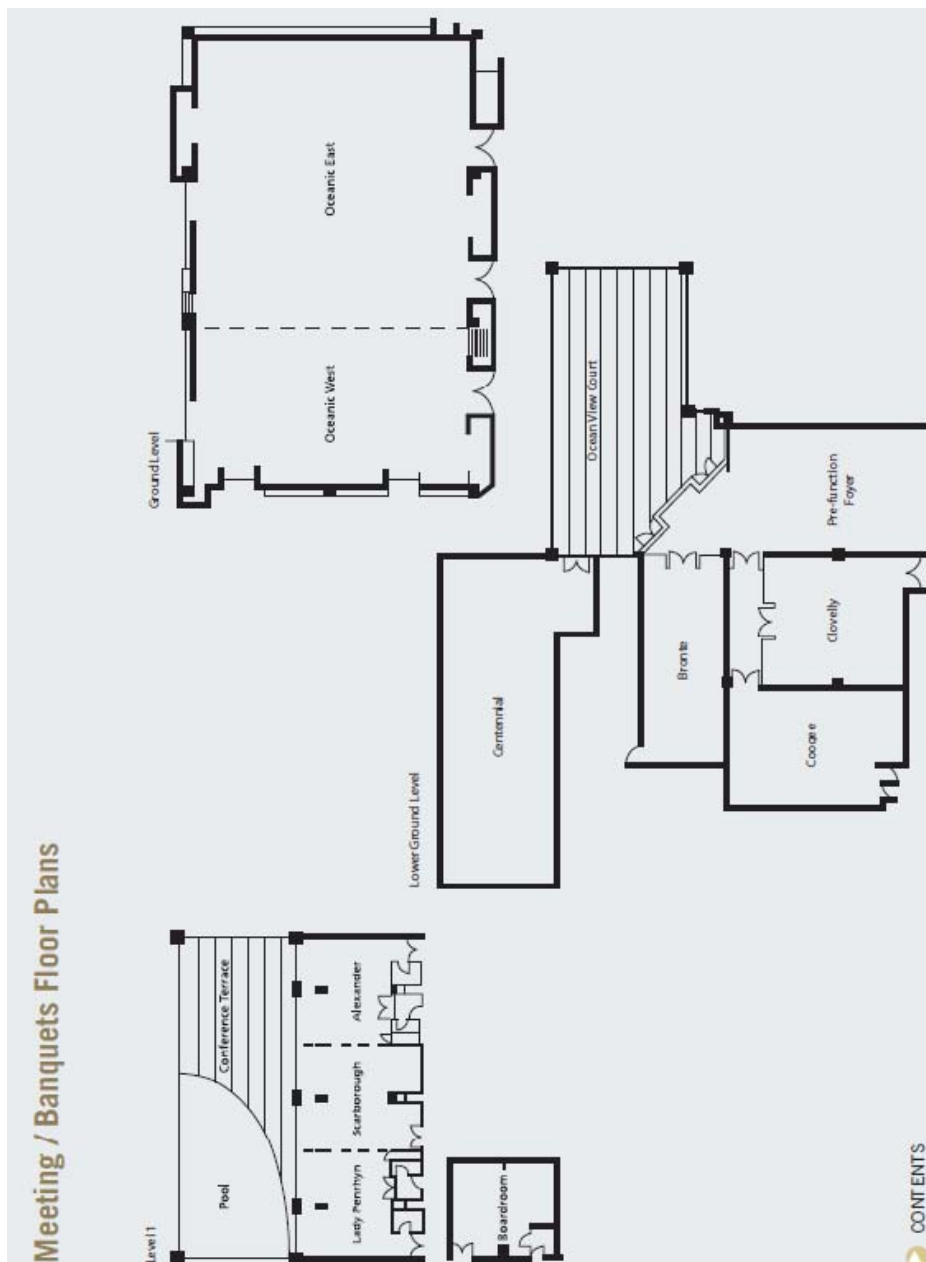 Meeting / Banquets Floor Plans
Level 1
Pool
Conference Terrace
Lady Penrhyn
Scarborough
Alexander
Boardroom
Lower Ground Level
Centennial
Ocean View Court
Bronte
Coogee
Clovelly
Pre-function
Foyer
Ground Level
Oceanic West
Oceanic East
CONTENTS